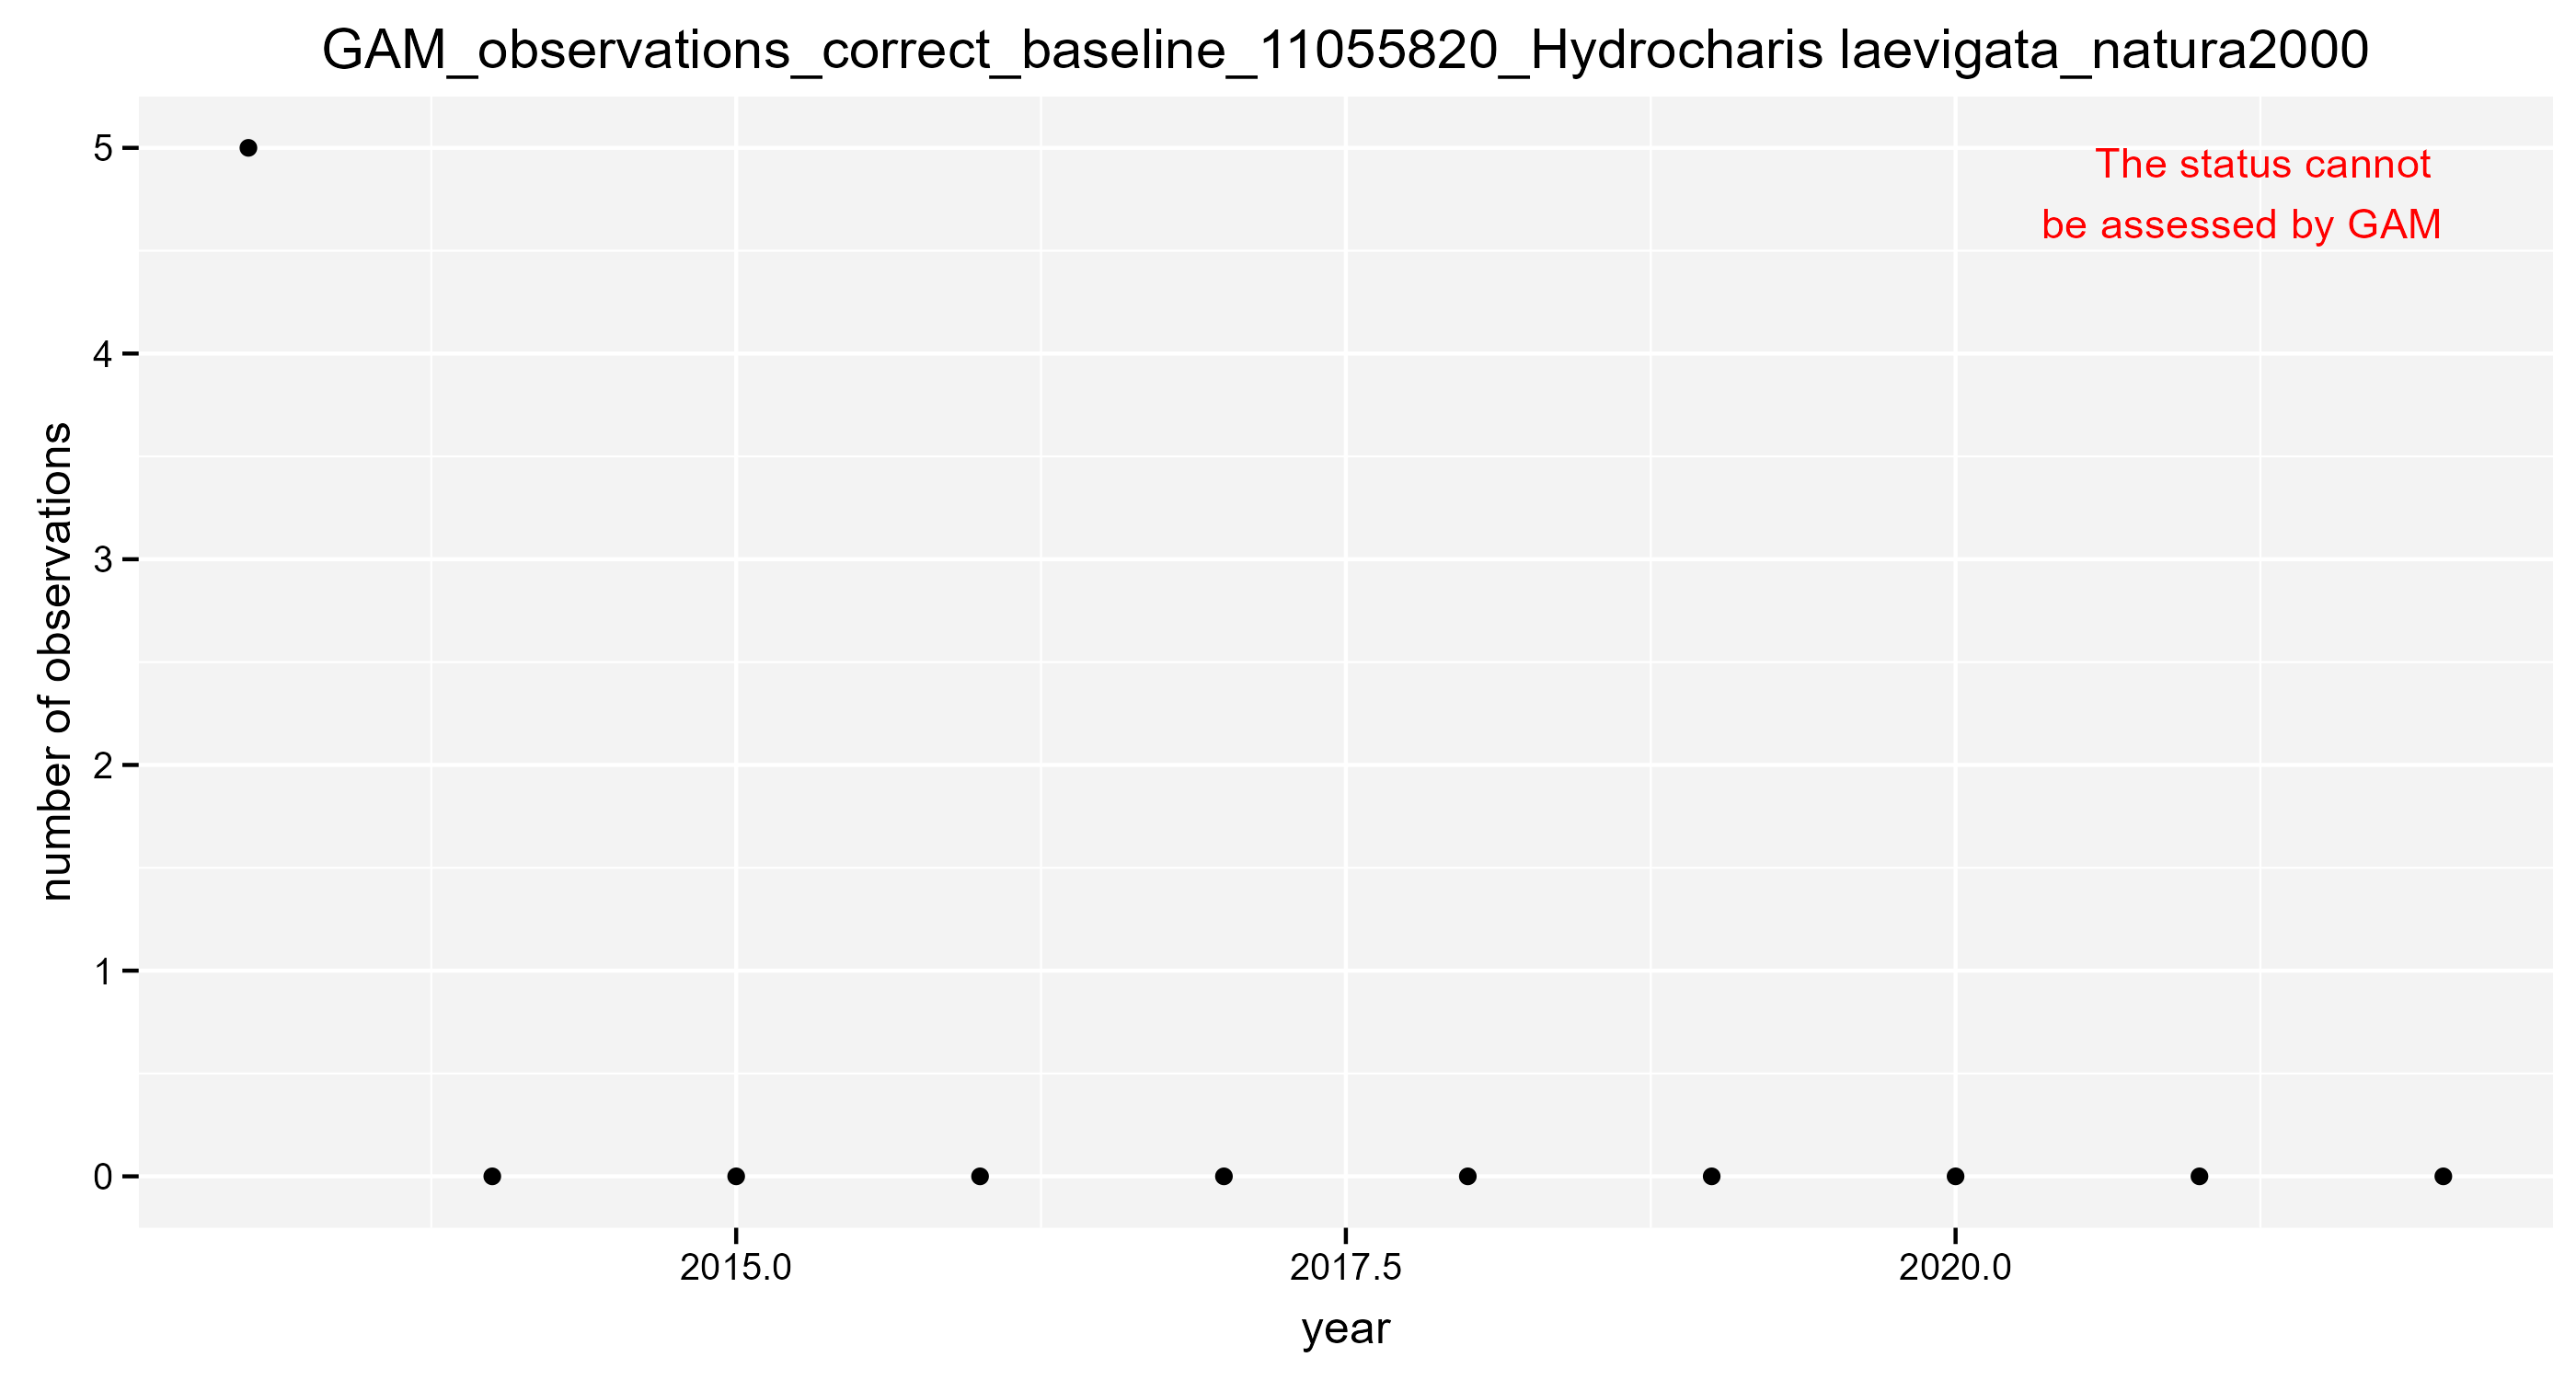 GAM_observations_correct_baseline_11055820_Hydrocharis laevigata_natura2000
The status cannot
be assessed by GAM
number of observations
5
4
3
2
1
0
2015.0
2017.5
2020.0
year